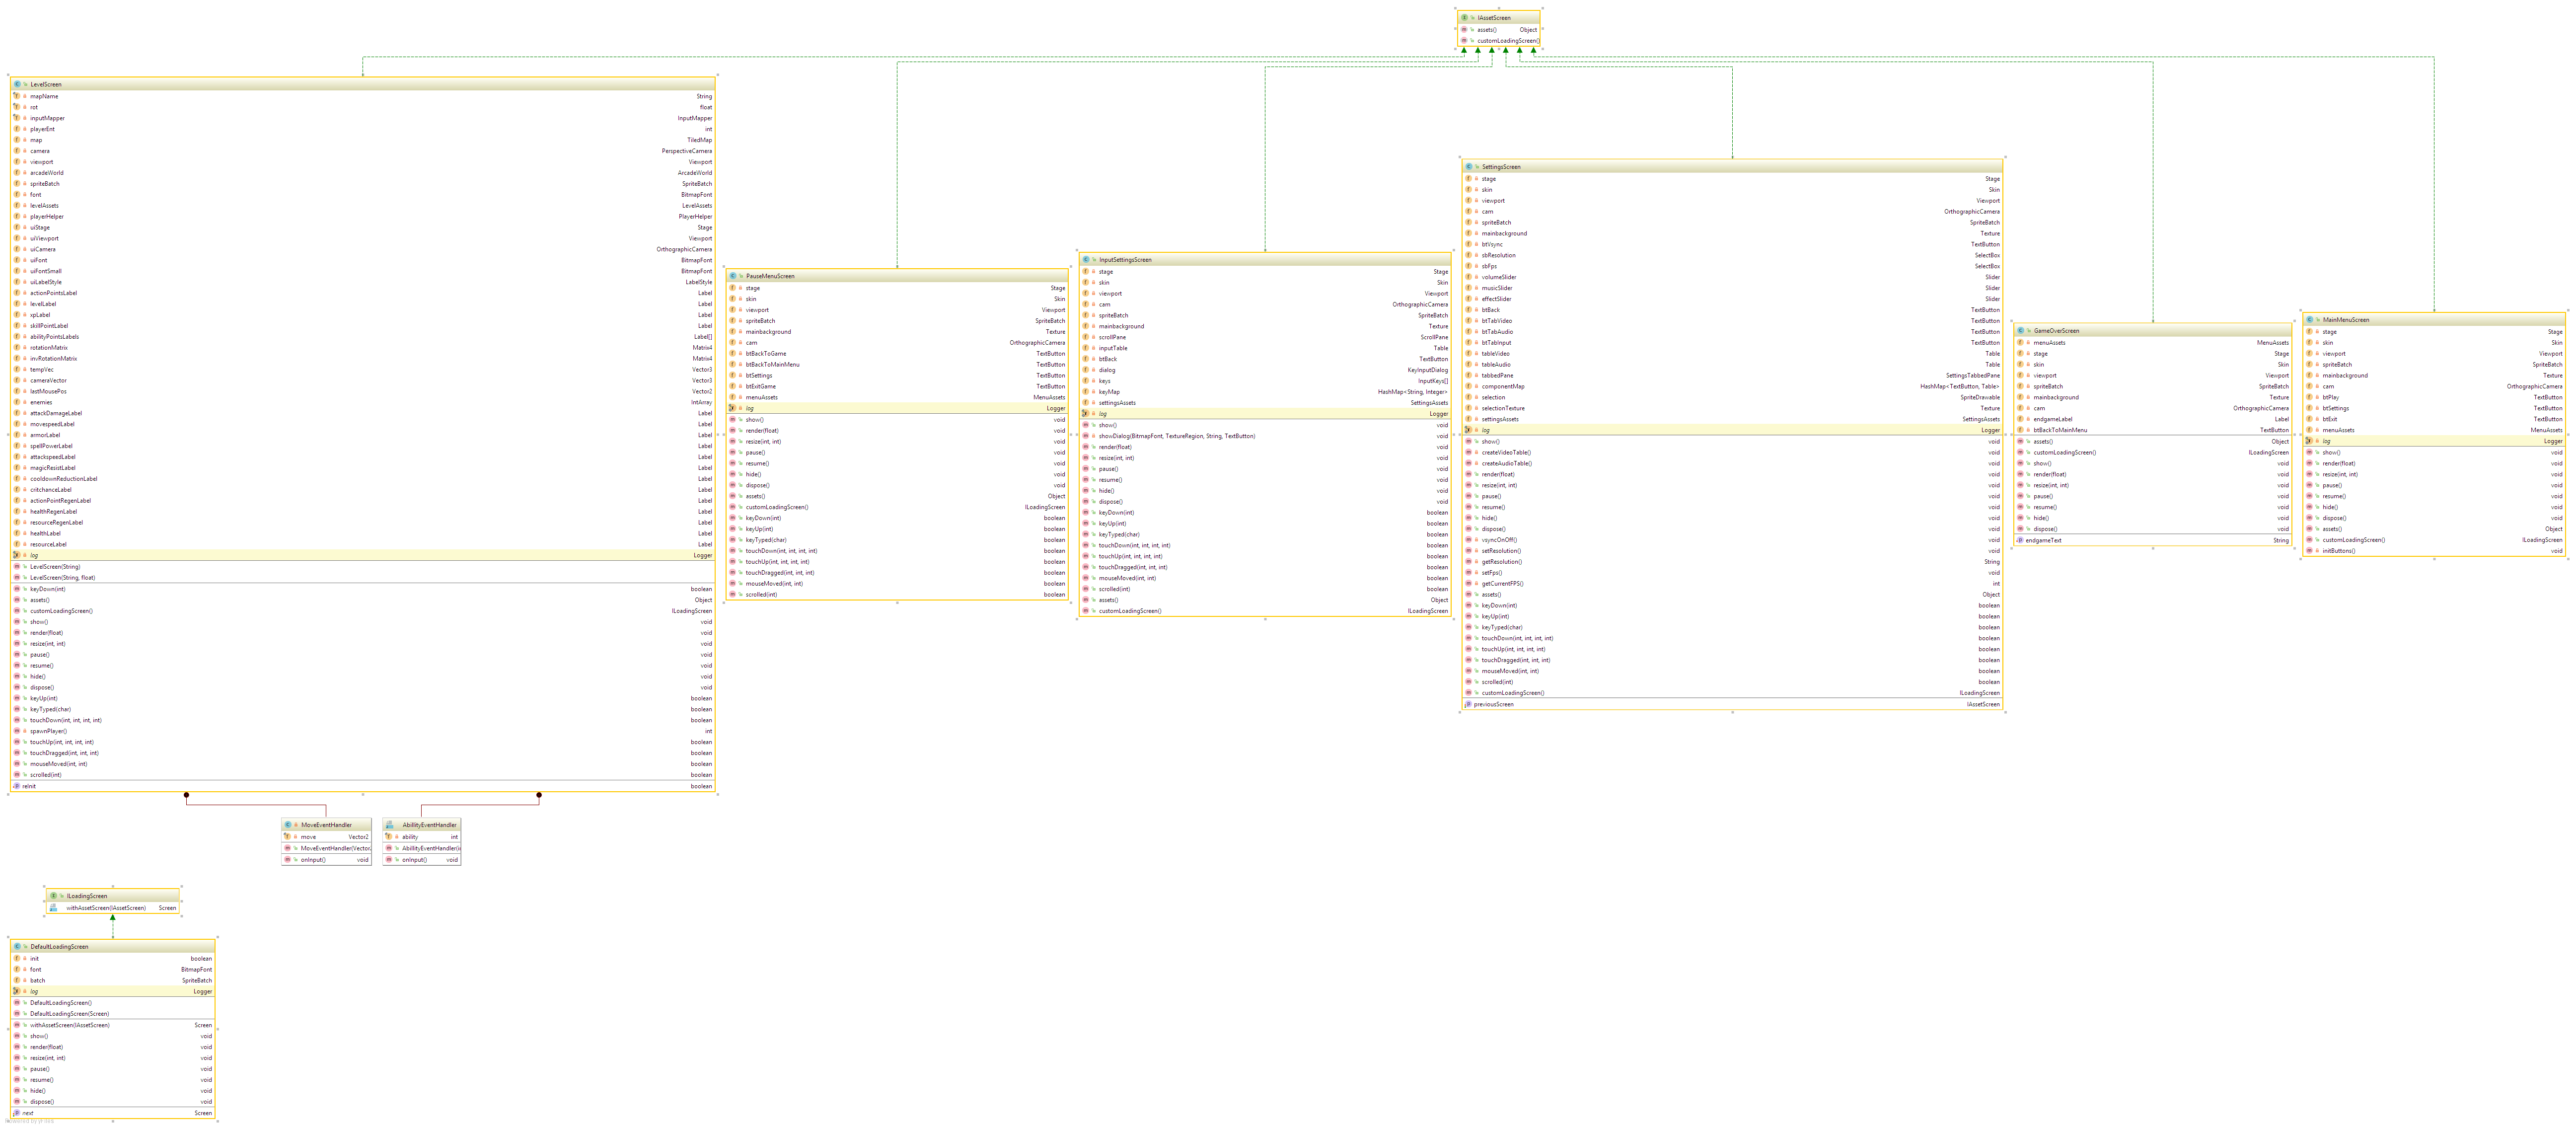 IAssetScreen
assets() Object
customLoadingScreen()
LevelScreen
mapName String
rot float
inputMapper InputMapper
playerEnt int
map TiledMap
camera PerspectiveCamera
viewport Viewport
arcadeWorld ArcadeWorld
spriteBatch SpriteBatch
font BitmapFont
levelAssets LevelAssets
playerHelper PlayerHelper
uiStage Stage
uiViewport Viewport
uiCamera OrthographicCamera
uiFont BitmapFont
uiFontSmall BitmapFont
uiLabelStyle LabelStyle
actionPointsLabel Label
levelLabel Label
xpLabel Label
skillPointLabel Label
abilityPointsLabels Label[]
rotationMatrix Matrix4
invRotationMatrix Matrix4
tempVec Vector3
cameraVector Vector3
lastMousePos Vector2
enemies IntArray
attackDamageLabel Label
movespeedLabel Label
armorLabel Label
spellPowerLabel Label
attackspeedLabel Label
magicResistLabel Label
cooldownReductionLabel Label
critchanceLabel Label
actionPointRegenLabel Label
healthRegenLabel Label
resourceRegenLabel Label
healthLabel Label
resourceLabel Label
log Logger
LevelScreen(String)
LevelScreen(String, float)
keyDown(int) boolean
assets() Object
customLoadingScreen() ILoadingScreen
show() void
render(float) void
resize(int, int) void
pause() void
resume() void
hide() void
dispose() void
keyUp(int) boolean
keyTyped(char) boolean
touchDown(int, int, int, int) boolean
spawnPlayer() int
touchUp(int, int, int, int) boolean
touchDragged(int, int, int) boolean
mouseMoved(int, int) boolean
scrolled(int) boolean
reInit boolean
PauseMenuScreen
stage Stage
skin Skin
viewport Viewport
spriteBatch SpriteBatch
mainbackground Texture
cam OrthographicCamera
btBackToGame TextButton
btBackToMainMenu TextButton
btSettings TextButton
btExitGame TextButton
menuAssets MenuAssets
log Logger
show() void
render(float) void
resize(int, int) void
pause() void
resume() void
hide() void
dispose() void
assets() Object
customLoadingScreen() ILoadingScreen
keyDown(int) boolean
keyUp(int) boolean
keyTyped(char) boolean
touchDown(int, int, int, int) boolean
touchUp(int, int, int, int) boolean
touchDragged(int, int, int) boolean
mouseMoved(int, int) boolean
scrolled(int) boolean
InputSettingsScreen
stage Stage
skin Skin
viewport Viewport
cam OrthographicCamera
spriteBatch SpriteBatch
mainbackground Texture
scrollPane ScrollPane
inputTable Table
btBack TextButton
dialog KeyInputDialog
keys InputKeys[]
keyMap HashMap<String, Integer>
settingsAssets SettingsAssets
log Logger
show() void
showDialog(BitmapFont, TextureRegion, String, TextButton) void
render(float) void
resize(int, int) void
pause() void
resume() void
hide() void
dispose() void
keyDown(int) boolean
keyUp(int) boolean
keyTyped(char) boolean
touchDown(int, int, int, int) boolean
touchUp(int, int, int, int) boolean
touchDragged(int, int, int) boolean
mouseMoved(int, int) boolean
scrolled(int) boolean
assets() Object
customLoadingScreen() ILoadingScreen
SettingsScreen
stage Stage
skin Skin
viewport Viewport
cam OrthographicCamera
spriteBatch SpriteBatch
mainbackground Texture
btVsync TextButton
sbResolution SelectBox
sbFps SelectBox
volumeSlider Slider
musicSlider Slider
effectSlider Slider
btBack TextButton
btTabVideo TextButton
btTabAudio TextButton
btTabInput TextButton
tableVideo Table
tableAudio Table
tabbedPane SettingsTabbedPane
componentMap HashMap<TextButton, Table>
selection SpriteDrawable
selectionTexture Texture
settingsAssets SettingsAssets
log Logger
show() void
createVideoTable() void
createAudioTable() void
render(float) void
resize(int, int) void
pause() void
resume() void
hide() void
dispose() void
vsyncOnOff() void
setResolution() void
getResolution() String
setFps() void
getCurrentFPS() int
assets() Object
keyDown(int) boolean
keyUp(int) boolean
keyTyped(char) boolean
touchDown(int, int, int, int) boolean
touchUp(int, int, int, int) boolean
touchDragged(int, int, int) boolean
mouseMoved(int, int) boolean
scrolled(int) boolean
customLoadingScreen() ILoadingScreen
previousScreen IAssetScreen
GameOverScreen
menuAssets MenuAssets
stage Stage
skin Skin
viewport Viewport
spriteBatch SpriteBatch
mainbackground Texture
cam OrthographicCamera
endgameLabel Label
btBackToMainMenu TextButton
assets() Object
customLoadingScreen() ILoadingScreen
show() void
render(float) void
resize(int, int) void
pause() void
resume() void
hide() void
dispose() void
endgameText String
MainMenuScreen
stage Stage
skin Skin
viewport Viewport
spriteBatch SpriteBatch
mainbackground Texture
cam OrthographicCamera
btPlay TextButton
btSettings TextButton
btExit TextButton
menuAssets MenuAssets
log Logger
show() void
render(float) void
resize(int, int) void
pause() void
resume() void
hide() void
dispose() void
assets() Object
customLoadingScreen() ILoadingScreen
initButtons() void
MoveEventHandler
move Vector2
MoveEventHandler(Vector
onInput() void
AbilityEventHandler
ability int
AbilityEventHandler(i
onInput() void
ILoadingScreen
withAssetScreen(IAssetScreen) Screen
DefaultLoadingScreen
init boolean
font BitmapFont
batch SpriteBatch
log Logger
DefaultLoadingScreen()
DefaultLoadingScreen(Screen)
withAssetScreen(IAssetScreen) Screen
show() void
render(float) void
resize(int, int) void
pause() void
resume() void
hide() void
dispose() void
next Screen